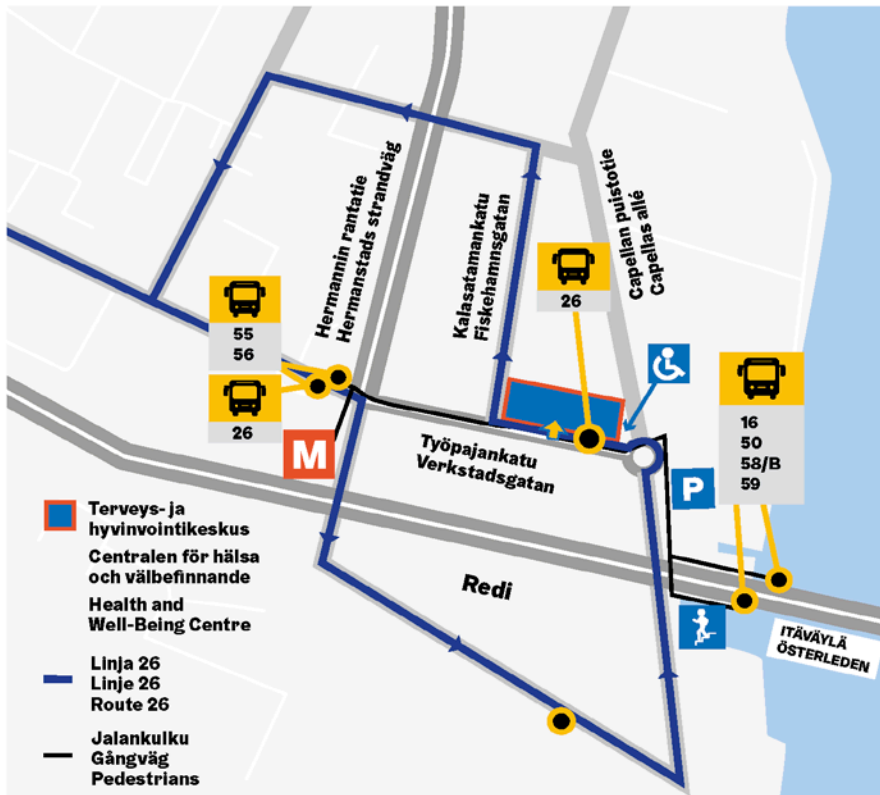 Hermannin rantatie
Hermanstads strandväg
Kalasatamankatu
Fiskehamnsgatan
Capellan puistotie
Capellas allé
26
55
56
26
16
50
58/B
59
M
Työpajankatu
Verkstadsgatan
P
Redi
ITÄVÄYLÄ
ÖSTERLEDEN
Terveys- ja
hyvinvointikeskus
Centralen för hälsa
och välbefinnande
Health and
Well-Being Centre
Linja 26
Linje 26
Route 26
Jalankulku
Gångväg
Pedestrians